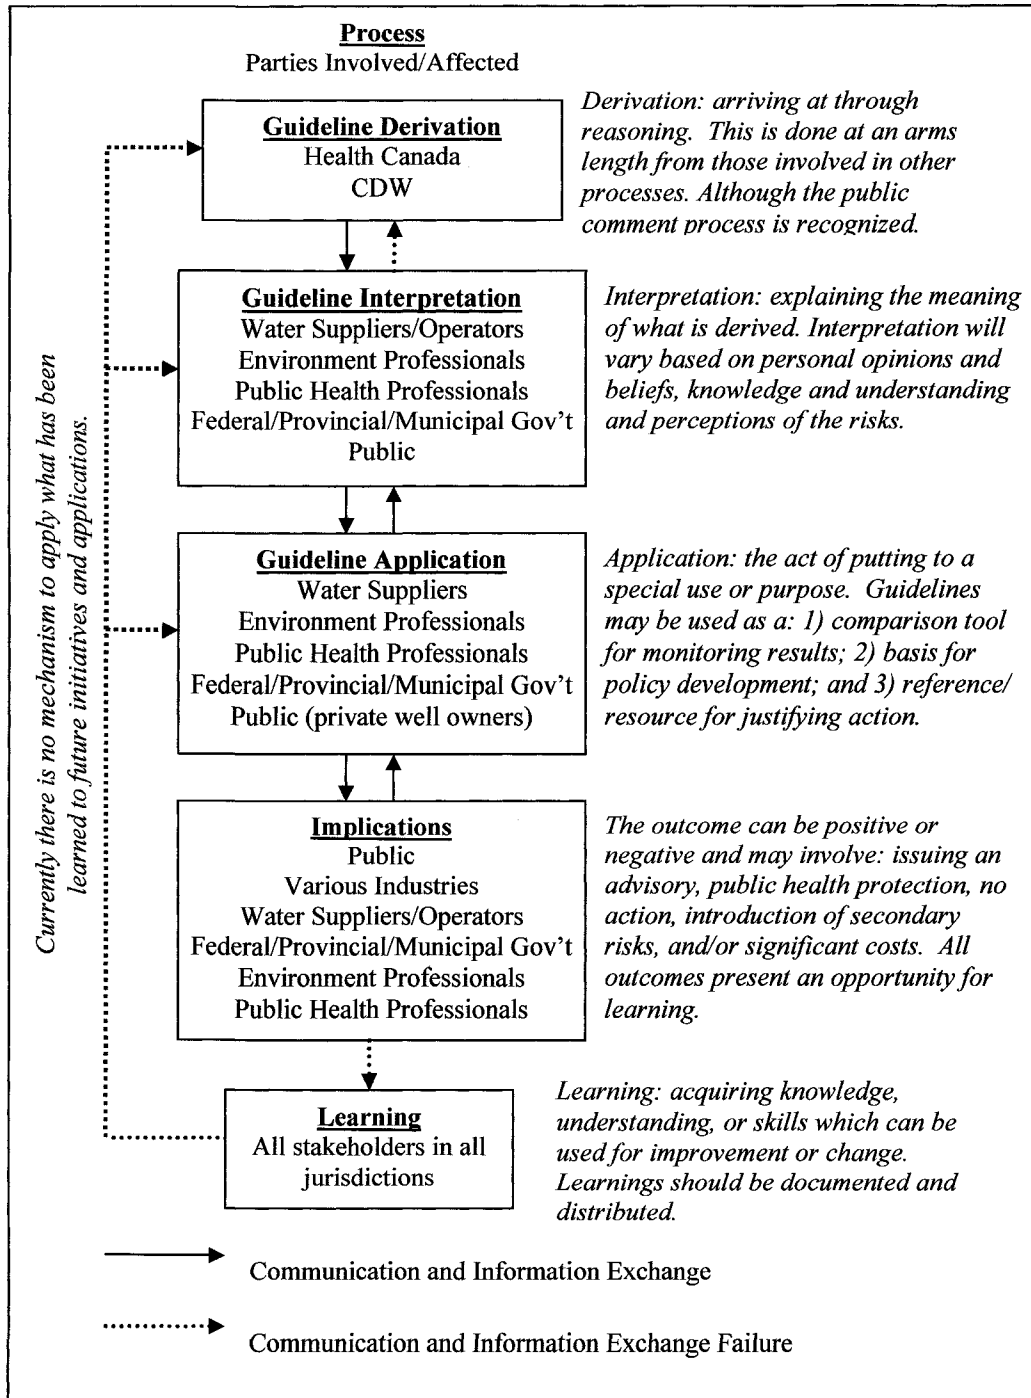 Process
Parties Involved/Affected
Guideline Derivation
Health Canada
CDW
Derivation: arriving at through
reasoning. This is done at an arms
length from those involved in other
processes. Although the public
comment process is recognized.
Guideline Interpretation
Water Suppliers/Operators
Environment Professionals
Public Health Professionals
Federal/Provincial/Municipal Gov't
Public
Interpretation: explaining the meaning
of what is derived. Interpretation will
vary based on personal opinions and
beliefs, knowledge and understanding
and perceptions of the risks.
Currently there is no mechanism to apply what has been
learned to future initiatives and applications.
Guideline Application
Water Suppliers
Environment Professionals
Public Health Professionals
Federal/Provincial/Municipal Gov't
Public (private well owners)
Application: the act of putting to a
special use or purpose. Guidelines
may be used as a: 1) comparison tool
for monitoring results; 2) basis for
policy development; and 3) reference/
resource for justifying action.
Implications
Public
Various Industries
Water Suppliers/Operators
Federal/Provincial/Municipal Gov't
Environment Professionals
Public Health Professionals
The outcome can be positive or
negative and may involve: issuing an
advisory, public health protection, no
action, introduction of secondary
risks, and/or significant costs. All
outcomes present an opportunity for
learning.
Learning
All stakeholders in all
jurisdictions
Learning: acquiring knowledge,
understanding, or skills which can be
used for improvement or change.
Learnings should be documented and
distributed.
Communication and Information Exchange
Communication and Information Exchange Failure